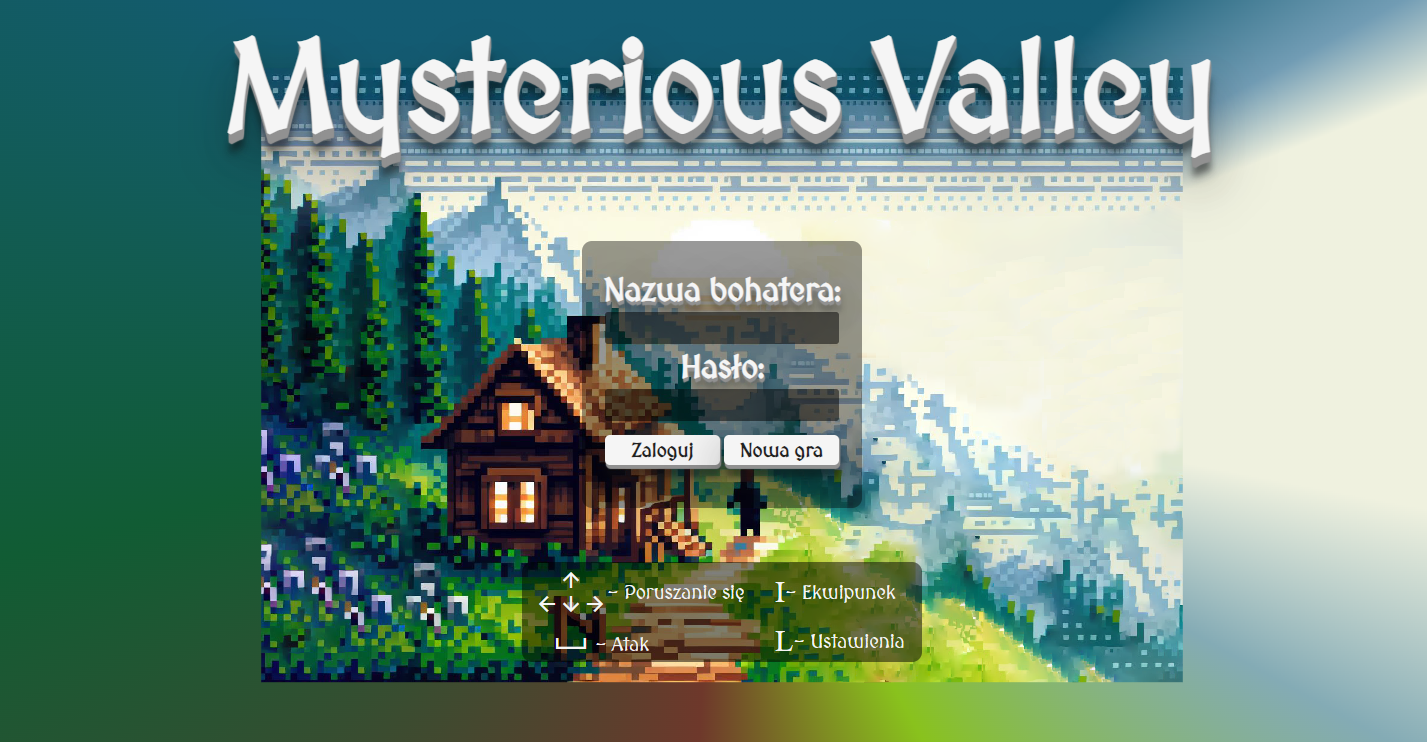 Mysterious Valley
Nazwa bohatera:
Hasło:
Zaloguj Nowa gra
↑
← ↓ → - Poruszanie się I - Ekwipunek
- Atak L - Ustawienia